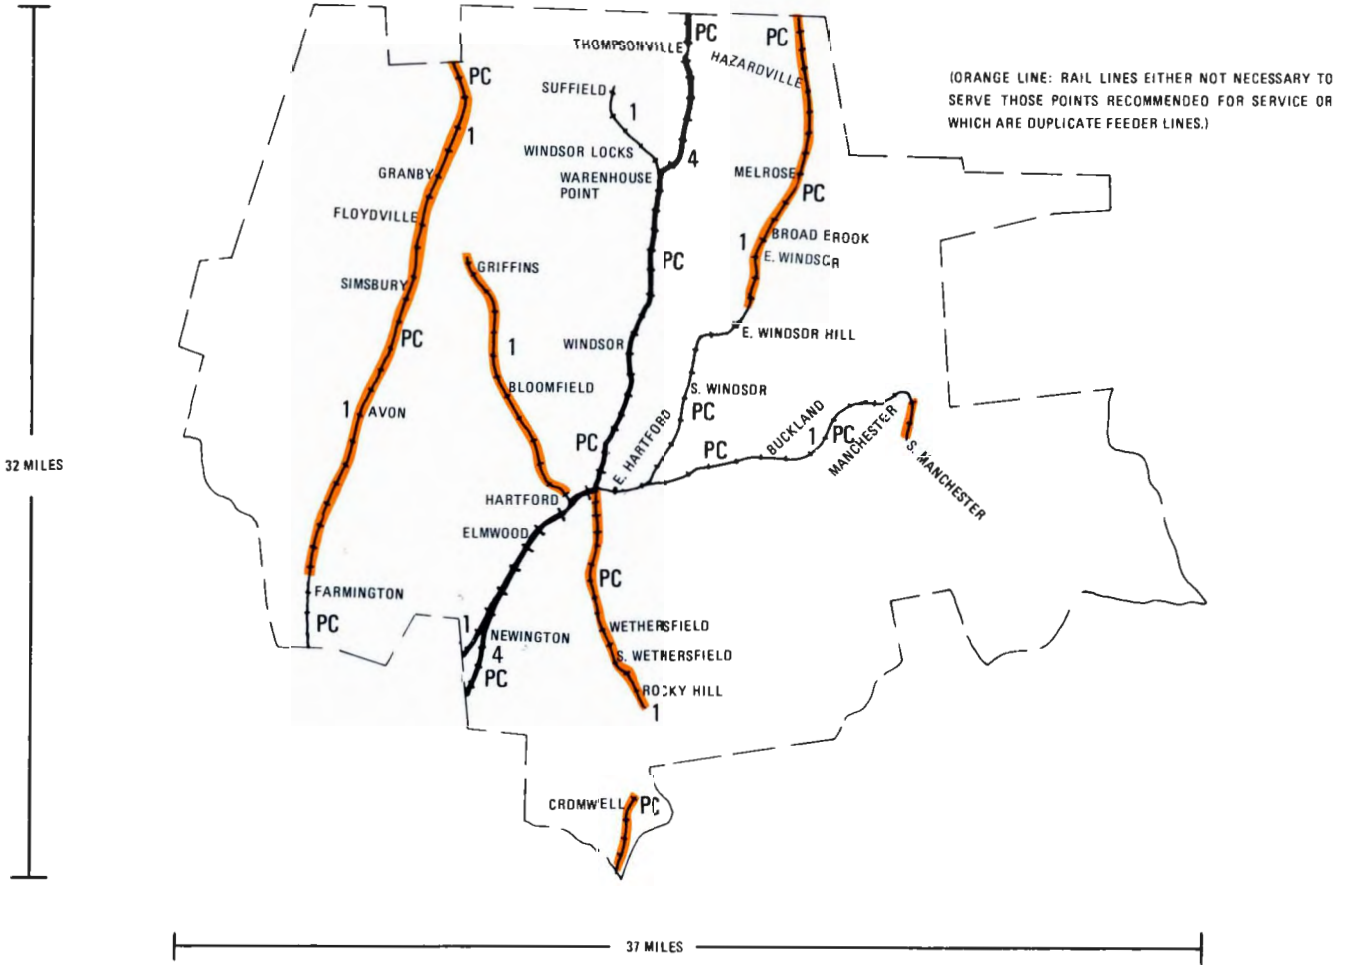 PC
PC
THOMPSONVILLE
HAZARDVILLE
PC
(ORANGE LINE: RAIL LINES EITHER NOT NECESSARY TO
SERVE THOSE POINTS RECOMMENDED FOR SERVICE OR
WHICH ARE DUPLICATE FEEDER LINES.)
SUFFIELD
1
1
WINDSOR LOCKS
4
GRANBY
WARENHOUSE
POINT
MELROSE
PC
FLOYDVILLE
1
BROAD BROOK
E. WINDSOR
GRIFFINS
PC
SIMSBURY
PC
1
WINDSOR
E. WINDSOR HILL
BLOOMFIELD
S. WINDSOR
1
AVON
PC
PC
E. HARTFORD
PC
BUCKLAND
1
PC
MANCHESTER
S. MANCHESTER
32 MILES
HARTFORD
ELMWOOD
PC
FARMINGTON
PC
1
NEWINGTON
WETHERSFIELD
4
S. WETHERSFIELD
PC
ROCKY HILL
1
CROMWELL
PC
37 MILES